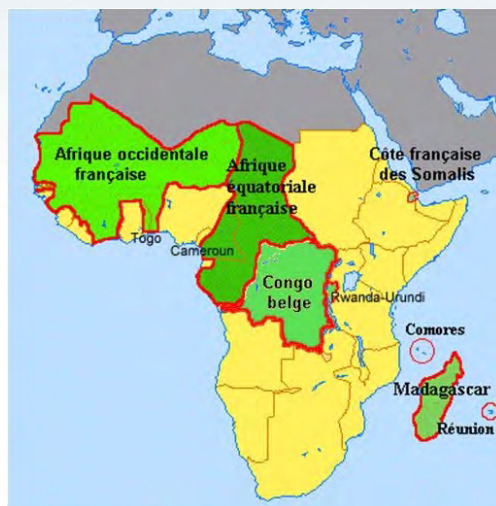 Afrique occidentale
française
Afrique
équatoriale
française
Côte française
des Somalis
Togo
Cameroun
Congo
belge
Rwanda-Urundi
Comores
Madagascar
Réunion